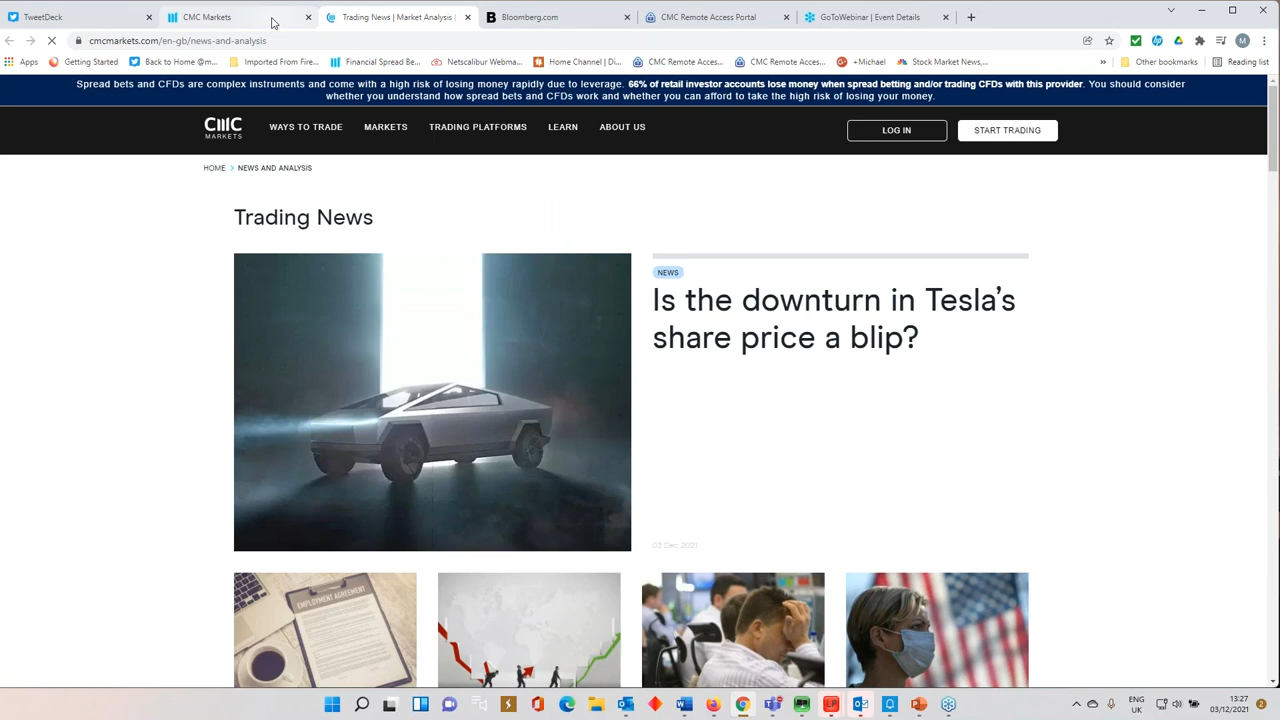 TweetDeck
CMC Markets
Trading News | Market Analysis |
Bloomberg.com
CMC Remote Access Portal
GoToWebinar | Event Details
cmcmarkets.com/en-gb/news-and-analysis
M
Apps
Getting Started
Back to Home @m...
Imported From Fire...
Financial Spread Be...
Netscalibur Webma...
Home Channel | Di...
CMC Remote Acces...
CMC Remote Acces...
+Michael
Stock Market News,...
»
Other bookmarks
Reading list
Spread bets and CFDs are complex instruments and come with a high risk of losing money rapidly due to leverage. 66% of retail investor accounts lose money when spread betting and/or trading CFDs with this provider. You should consider
whether you understand how spread bets and CFDs work and whether you can afford to take the high risk of losing your money.
CMC
MARKETS
WAYS TO TRADE
MARKETS
TRADING PLATFORMS
LEARN
ABOUT US
LOG IN
START TRADING
HOME > NEWS AND ANALYSIS
Trading News
NEWS
Is the downturn in Tesla's
share price a blip?
03 Dec 2021
EMPLOYMENT AGREEMENT
ENG
UK
13:27
03/12/2021
2